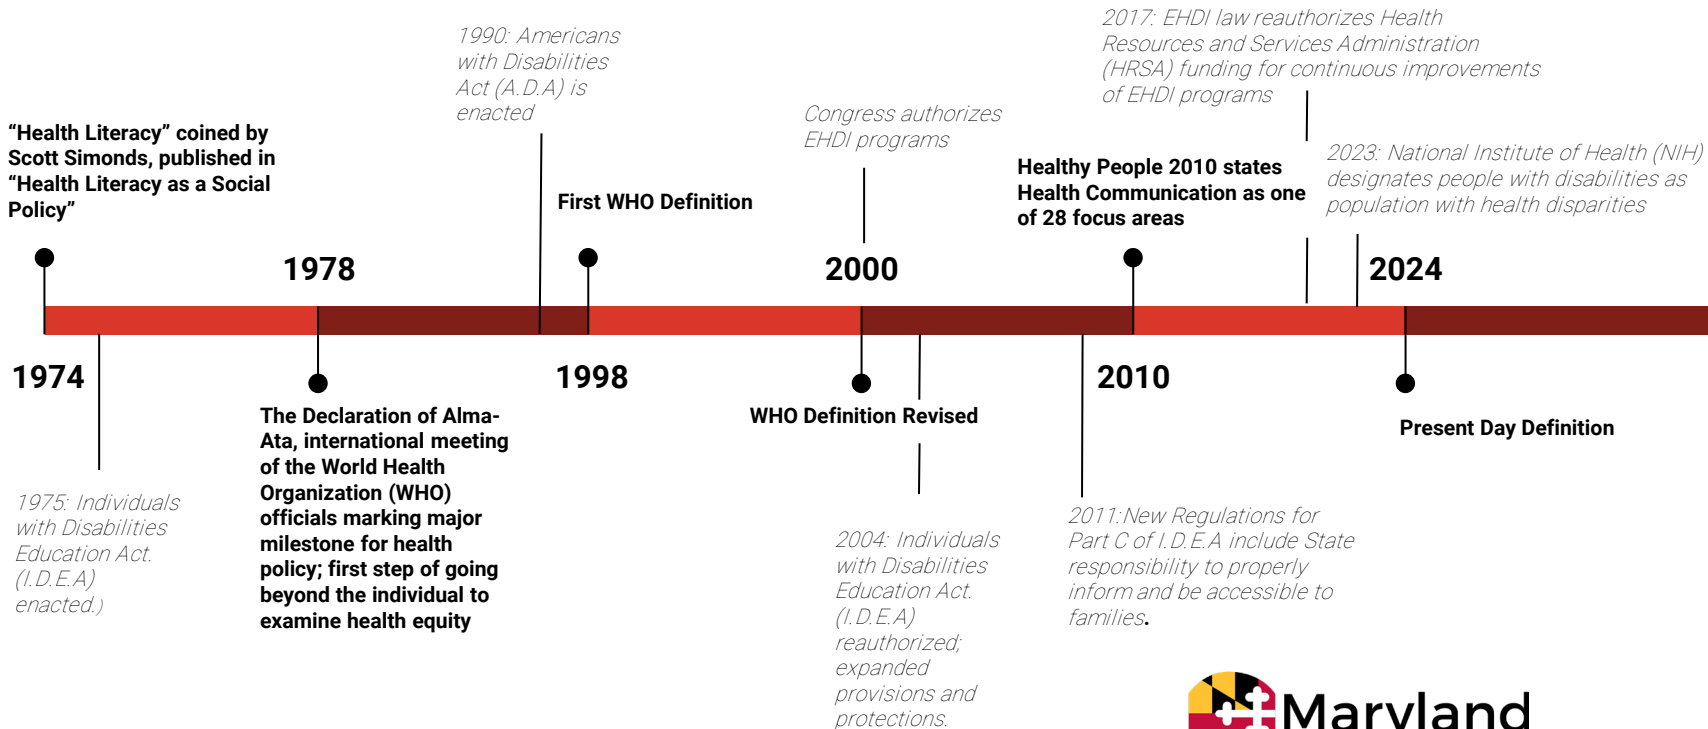 1990: Americans
with Disabilities
Act (A.D.A) is
enacted
2017: EHDI law reauthorizes Health
Resources and Services Administration
(HRSA) funding for continuous improvements
of EHDI programs
Congress authorizes
EHDI programs
“Health Literacy” coined by
Scott Simonds, published in
“Health Literacy as a Social
Policy”
First WHO Definition
Healthy People 2010 states
Health Communication as one
of 28 focus areas
2023: National Institute of Health (NIH)
designates people with disabilities as
population with health disparities
1978
2000
2024
1974
1998
2010
The Declaration of Alma-
Ata, international meeting
of the World Health
Organization (WHO)
officials marking major
milestone for health
policy; first step of going
beyond the individual to
examine health equity
WHO Definition Revised
Present Day Definition
1975: Individuals
with Disabilities
Education Act.
(I.D.E.A)
enacted.)
2004: Individuals
with Disabilities
Education Act.
(I.D.E.A)
reauthorized;
expanded
provisions and
protections.
2011:New Regulations for
Part C of I.D.E.A include State
responsibility to properly
inform and be accessible to
families.
Maryland